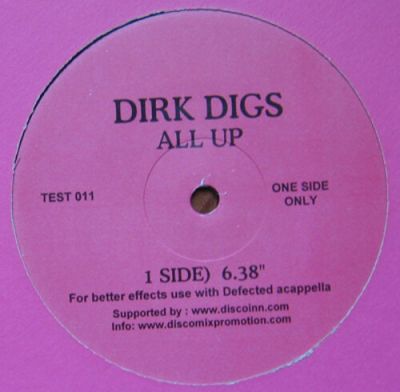 DIRK DIGS
ALL UP
TEST 011
ONE SIDE
ONLY
1 SIDE) 6.38"
For better effects use with Defected acappella
Supported by : www.discoinn.com
Info: www.discomixpromotion.com